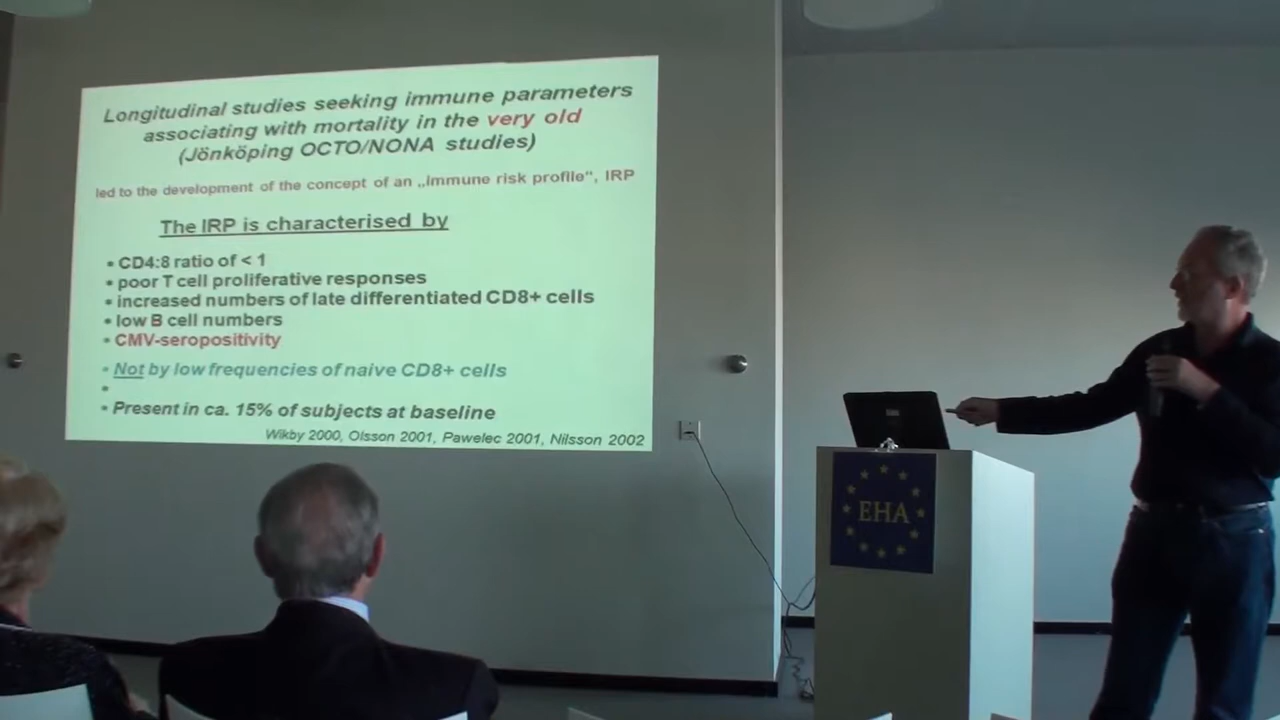 Longitudinal studies seeking immune parameters
associating with mortality in the very old
(Jönköping OCTO/NONA studies)
led to the development of the concept of an „immune risk profile“, IRP
The IRP is characterised by
• CD4:8 ratio of < 1
• poor T cell proliferative responses
• increased numbers of late differentiated CD8+ cells
• low B cell numbers
• CMV-seropositivity
• Not by low frequencies of naive CD8+ cells
•
• Present in ca. 15% of subjects at baseline
Wikby 2000, Olsson 2001, Pawelec 2001, Nilsson 2002
EHA